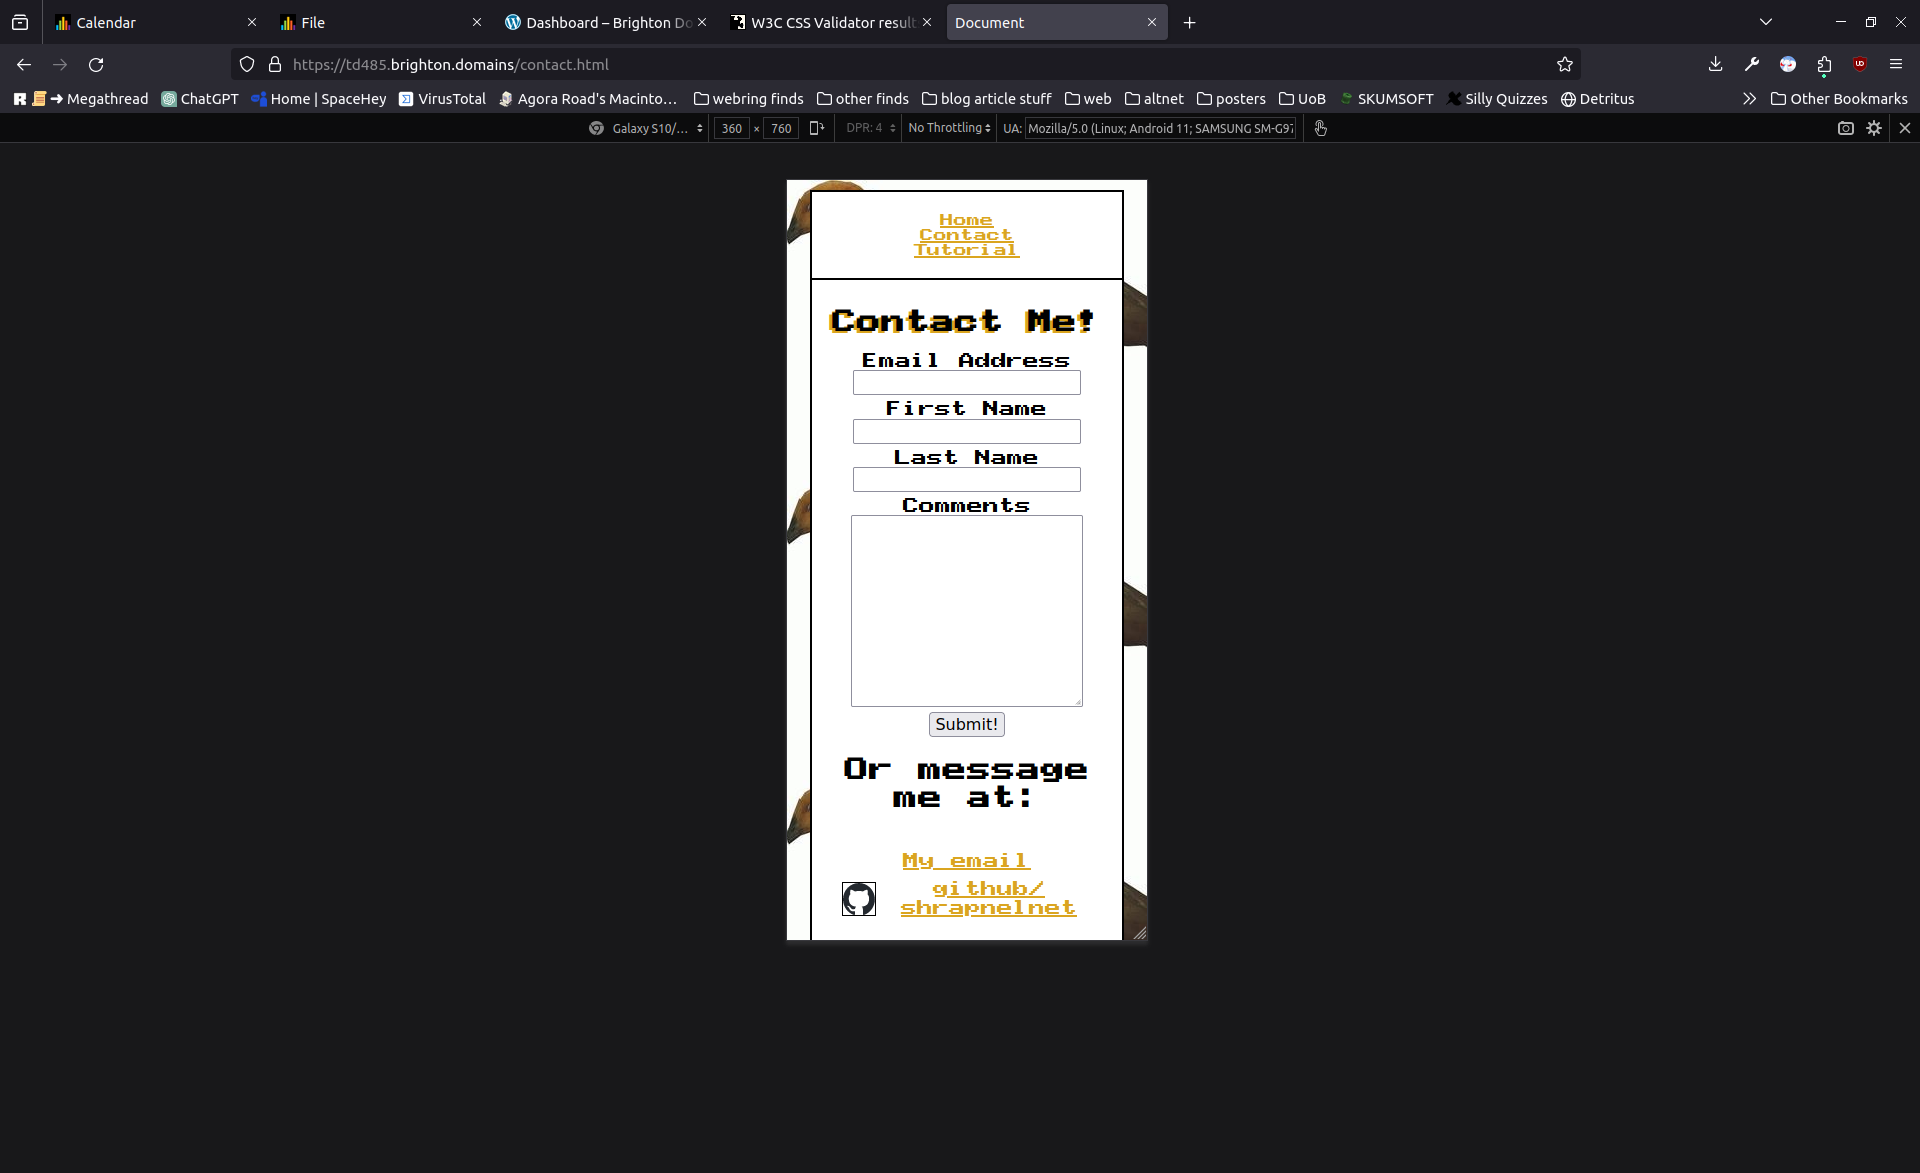 Calendar
File
Dashboard – Brighton Do
W3C CSS Validator result
Document
https://td485.brighton.domains/contact.html
Megathread
ChatGPT
Home | SpaceHey
VirusTotal
Agora Road's Macinto...
webring finds
other finds
blog article stuff
web
altnet
posters
UoB
SKUMSOFT
Silly Quizzes
Detritus
Other Bookmarks
Galaxy S10/...
360 × 760
DPR: 4
No Throttling
UA: Mozilla/5.0 (Linux; Android 11; SAMSUNG SM-G97
Home
Contact
Tutorial
Contact Me!
Email Address
First Name
Last Name
Comments
Submit!
Or message
me at:
My email
github/
shrapnelnet